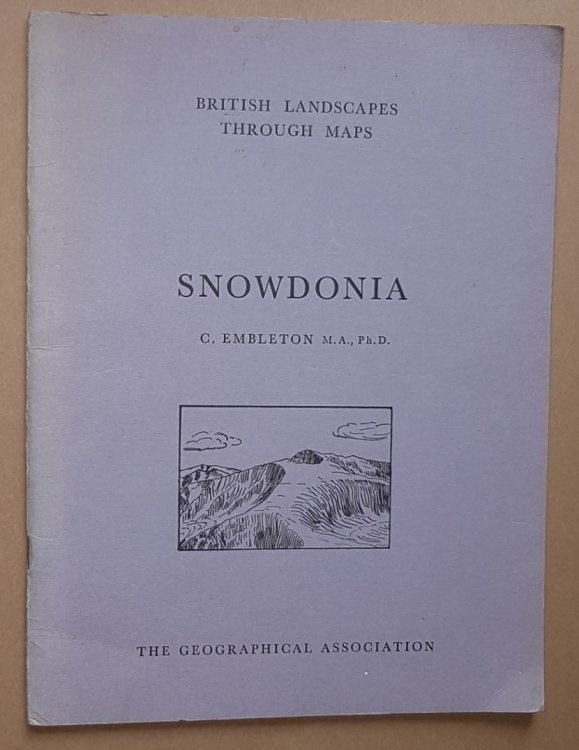 BRITISH LANDSCAPES
THROUGH MAPS
SNOWDONIA
C. EMBLETON M.A., Ph.D.
THE GEOGRAPHICAL ASSOCIATION